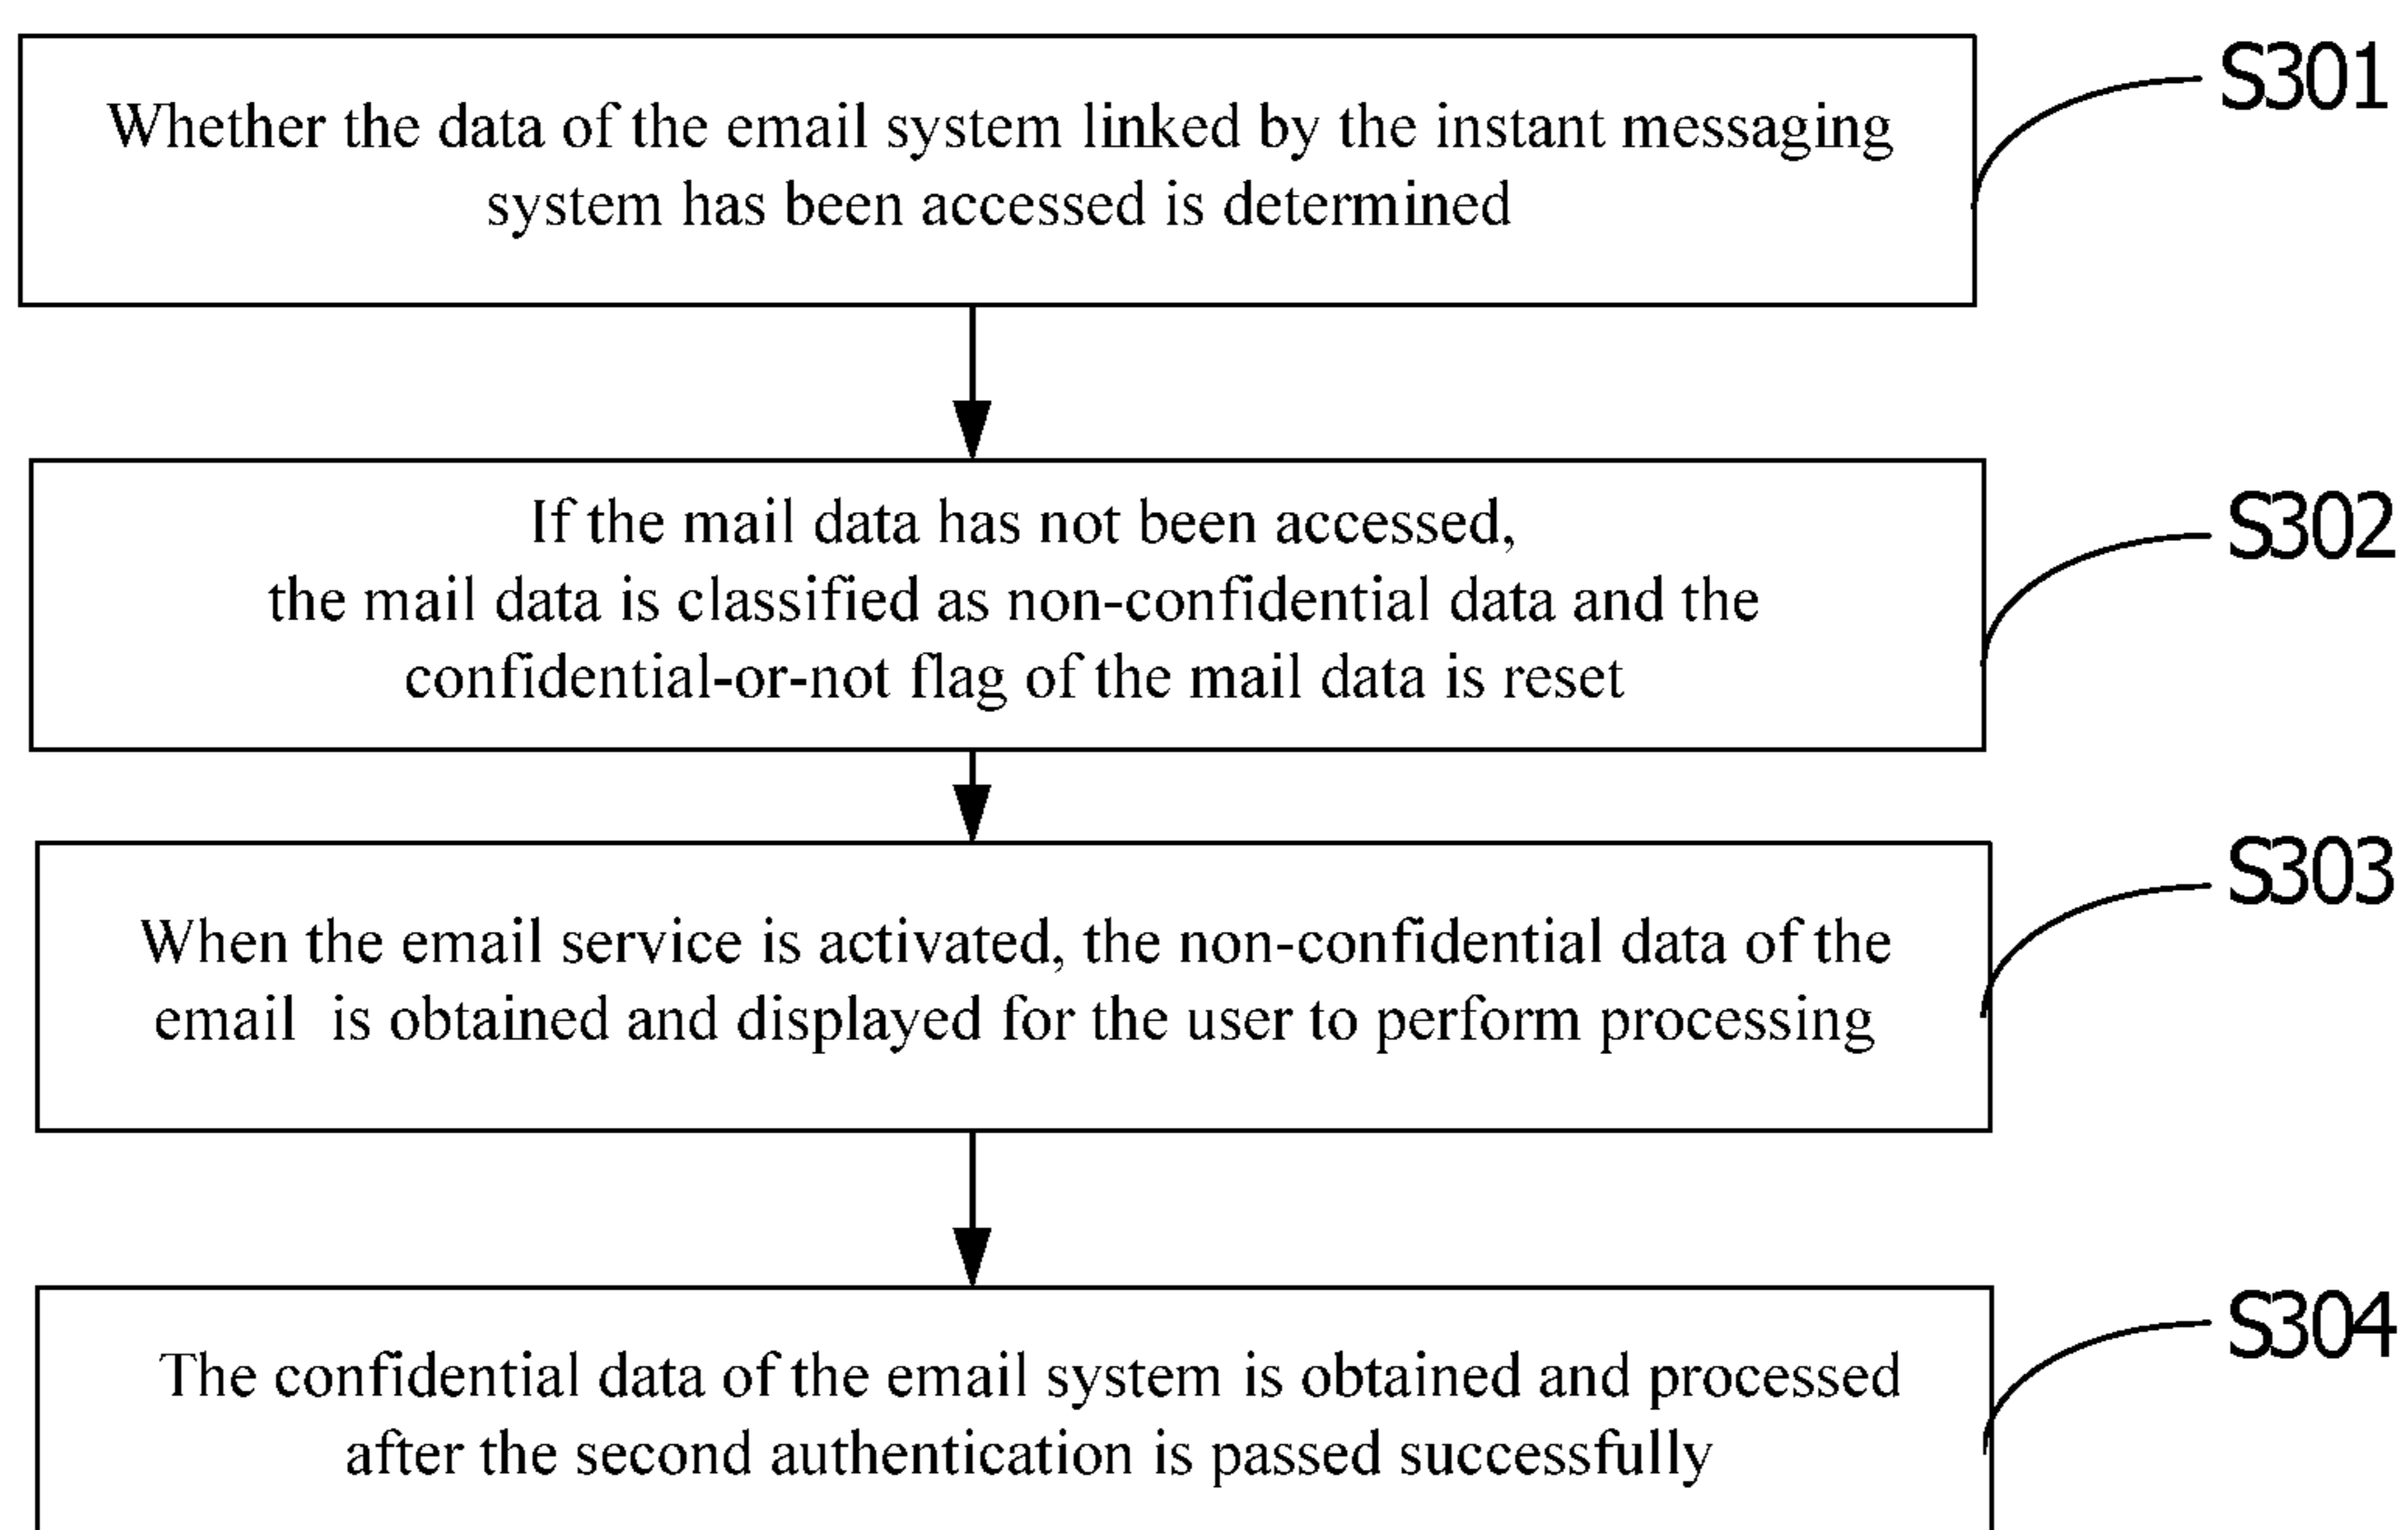 Whether the data of the email system linked by the instant messaging
system has been accessed is determined
S301
If the mail data has not been accessed,
the mail data is classified as non-confidential data and the
confidential-or-not flag of the mail data is reset
S302
When the email service is activated, the non-confidential data of the
email is obtained and displayed for the user to perform processing
S303
The confidential data of the email system is obtained and processed
after the second authentication is passed successfully
S304